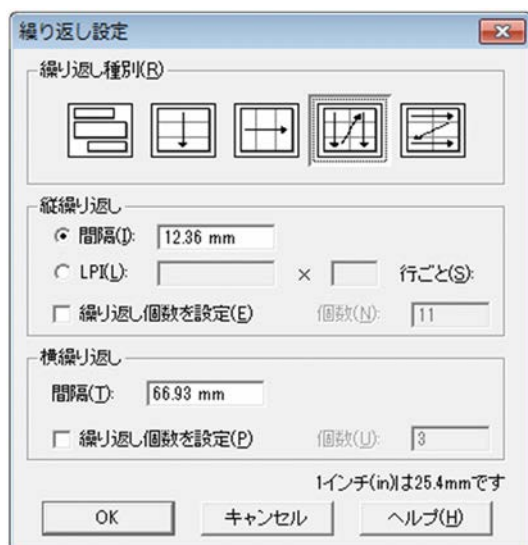 繰り返し設定
繰り返し種別(R)
縦繰り返し
間隔(I): 12.36 mm
LPI(L): × 行ごと(S):
繰り返し個数を設定(E) 個数(N): 11
横繰り返し
間隔(T): 66.93 mm
繰り返し個数を設定(P) 個数(U): 3
1インチ(in)は25.4mmです
OK キャンセル ヘルプ(H)